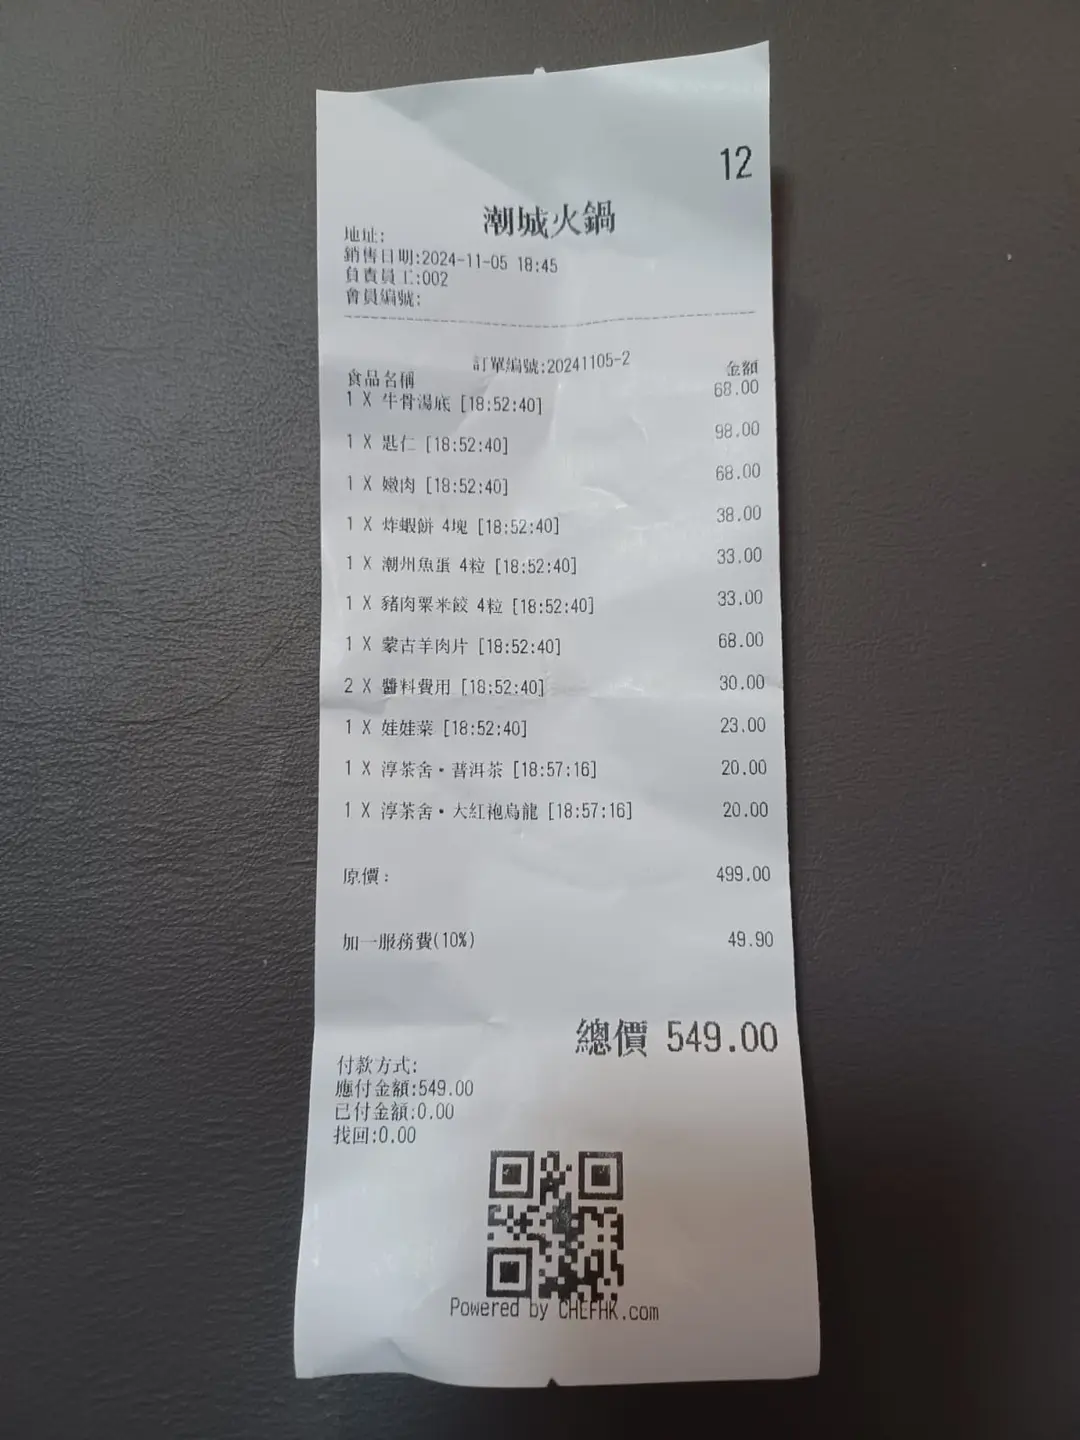 12
潮城火鍋
地址:
銷售日期:2024-11-05 18:45
負責員工:002
會員編號:
訂單編號:20241105-2
食品名稱 金額
1 X 牛骨湯底 [18:52:40] 68.00
1 X 匙仁 [18:52:40] 98.00
1 X 嫩肉 [18:52:40] 68.00
1 X 炸蝦餅 4塊 [18:52:40] 38.00
1 X 潮州魚蛋 4粒 [18:52:40] 33.00
1 X 豬肉粟米餃 4粒 [18:52:40] 33.00
1 X 蒙古羊肉片 [18:52:40] 68.00
2 X 醬料費用 [18:52:40] 30.00
1 X 娃娃菜 [18:52:40] 23.00
1 X 淳茶舍·普洱茶 [18:57:16] 20.00
1 X 淳茶舍·大紅袍烏龍 [18:57:16] 20.00
原價: 499.00
加一服務費(10%) 49.90
總價 549.00
付款方式:
應付金額:549.00
已付金額:0.00
找回:0.00
Powered by CHEFHK.com